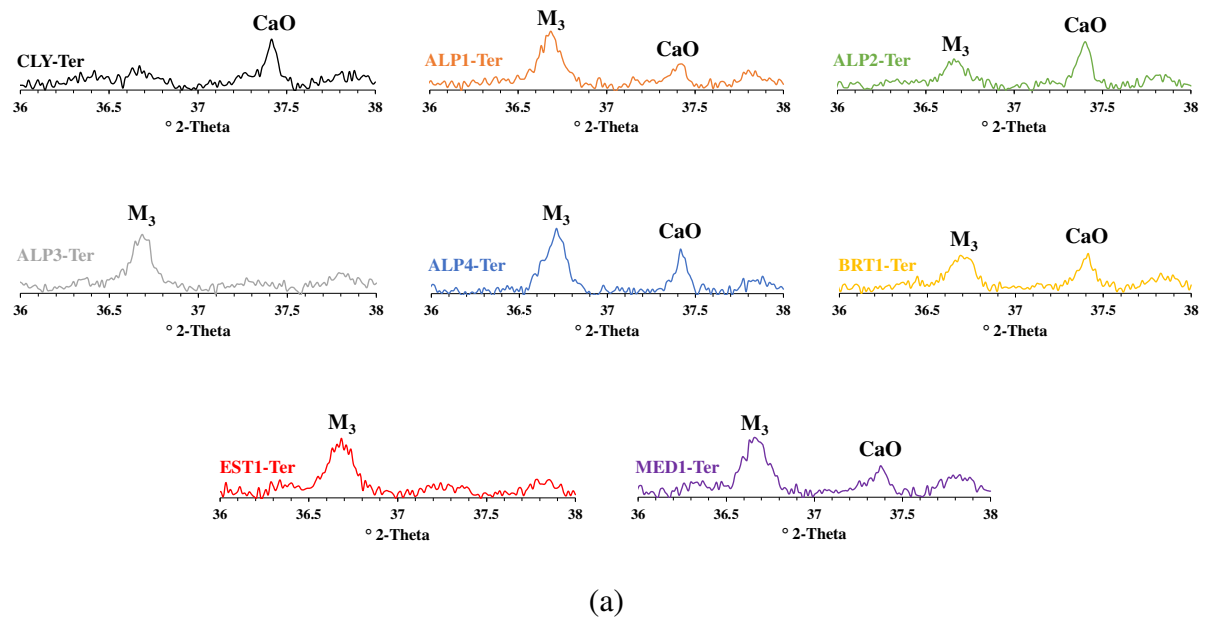 CaO
CLY-Ter
36 36.5 37 37.5 38
° 2-Theta
M₃
CaO
ALP1-Ter
36 36.5 37 37.5 38
° 2-Theta
M₃
CaO
ALP2-Ter
36 36.5 37 37.5 38
° 2-Theta
M₃
ALP3-Ter
36 36.5 37 37.5 38
° 2-Theta
M₃
CaO
ALP4-Ter
36 36.5 37 37.5 38
° 2-Theta
M₃
CaO
BRT1-Ter
36 36.5 37 37.5 38
° 2-Theta
M₃
EST1-Ter
36 36.5 37 37.5 38
° 2-Theta
M₃
CaO
MED1-Ter
36 36.5 37 37.5 38
° 2-Theta
(a)